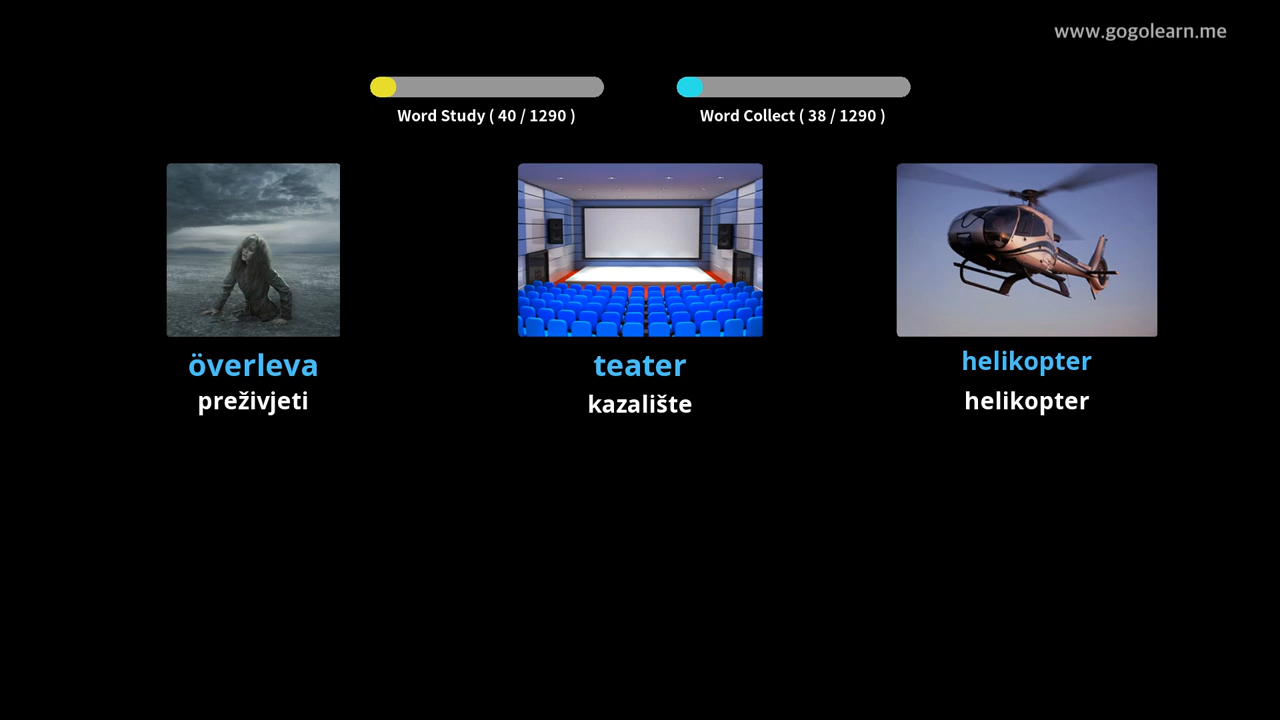 www.gogolearn.me
Word Study ( 40 / 1290 )
Word Collect ( 38 / 1290 )
överleva
preživjeti
teater
kazalište
helikopter
helikopter